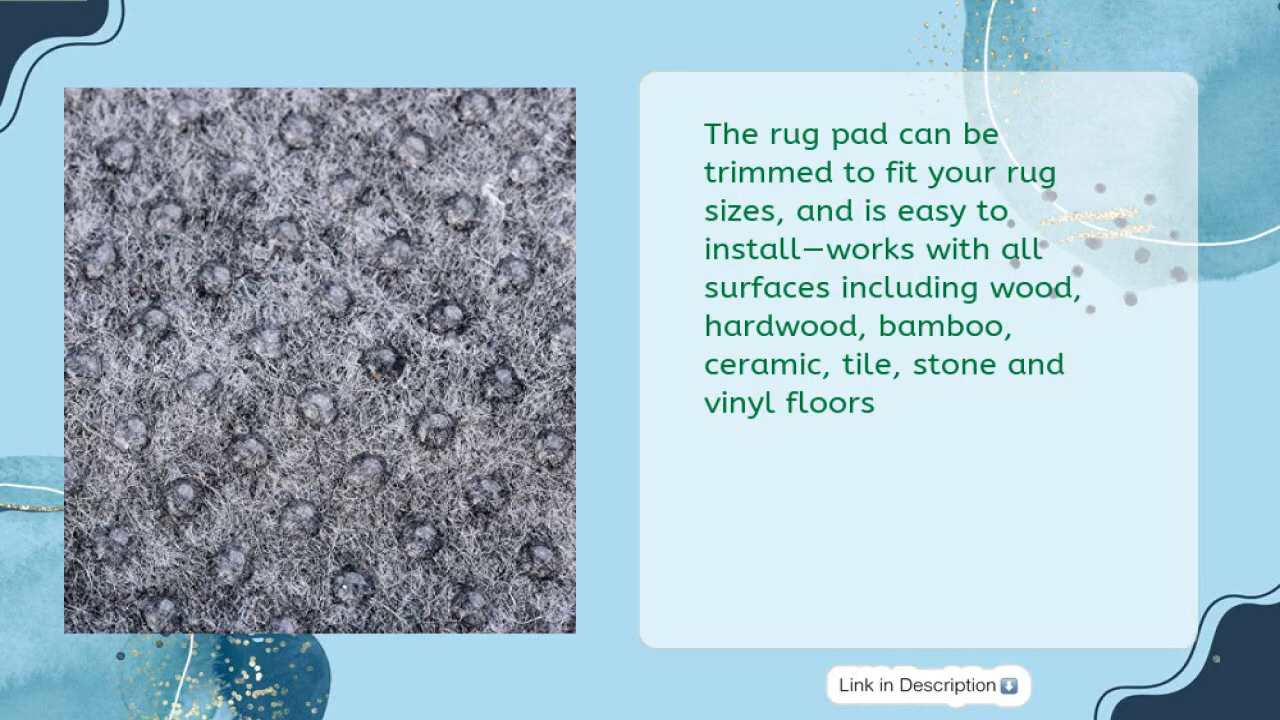 The rug pad can be
trimmed to fit your rug
sizes, and is easy to
install—works with all
surfaces including wood,
hardwood, bamboo,
ceramic, tile, stone and
vinyl floors
Link in Description⬇️